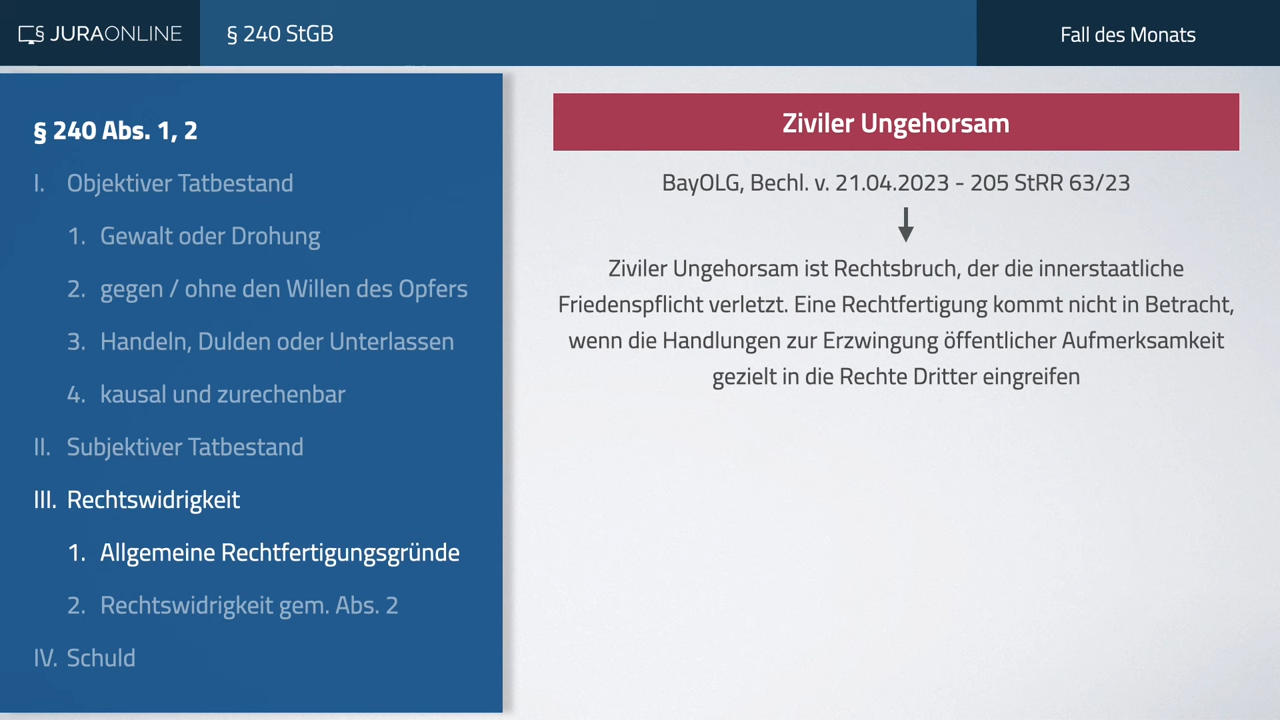 § JURAONLINE
§ 240 StGB
Fall des Monats
§ 240 Abs. 1, 2
I. Objektiver Tatbestand
1. Gewalt oder Drohung
2. gegen / ohne den Willen des Opfers
3. Handeln, Dulden oder Unterlassen
4. kausal und zurechenbar
II. Subjektiver Tatbestand
III. Rechtswidrigkeit
1. Allgemeine Rechtfertigungsgründe
2. Rechtswidrigkeit gem. Abs. 2
IV. Schuld
Ziviler Ungehorsam
BayOLG, Bechl. v. 21.04.2023 - 205 StRR 63/23
Ziviler Ungehorsam ist Rechtsbruch, der die innerstaatliche
Friedenspflicht verletzt. Eine Rechtfertigung kommt nicht in Betracht,
wenn die Handlungen zur Erzwingung öffentlicher Aufmerksamkeit
gezielt in die Rechte Dritter eingreifen